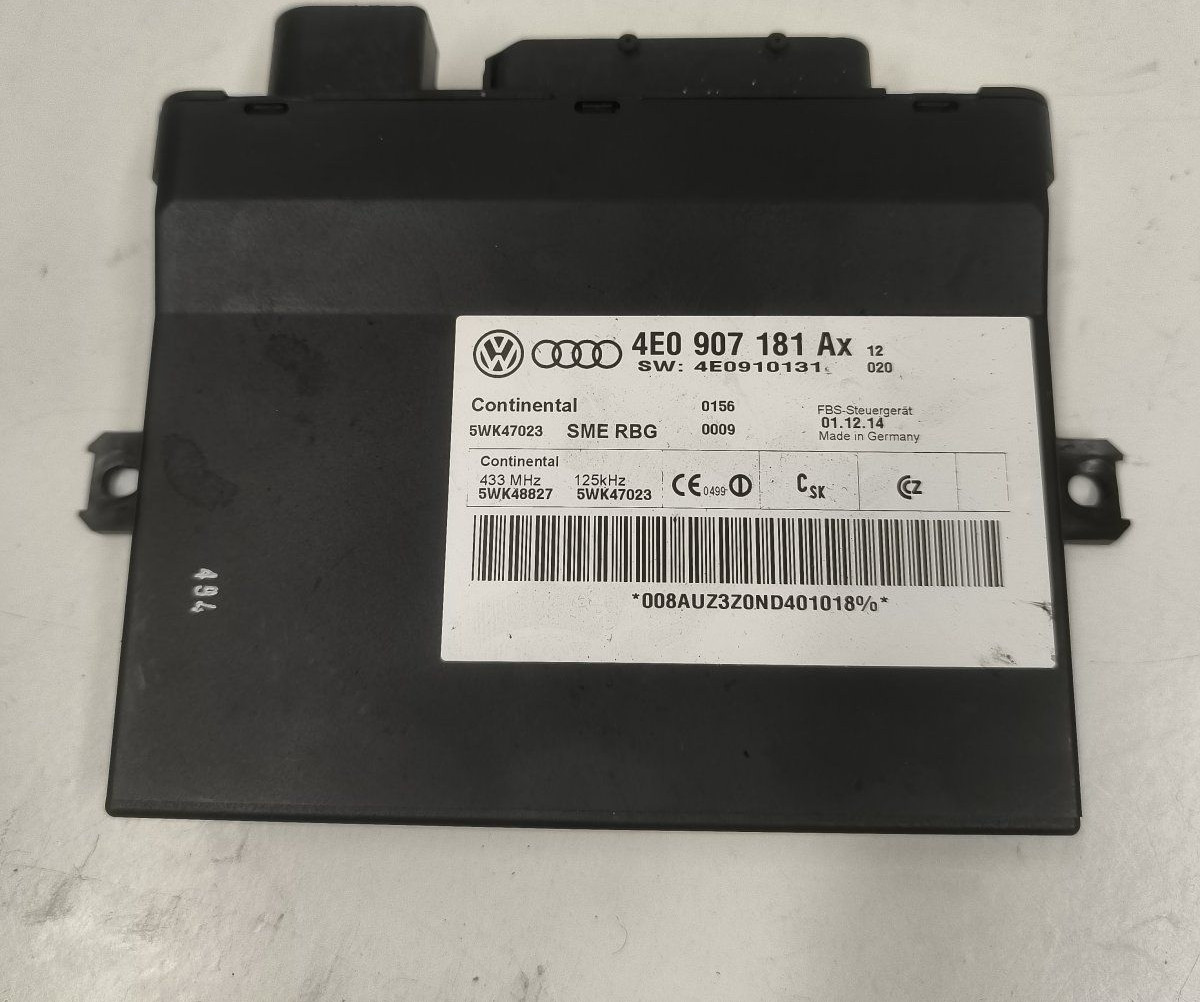 4E0 907 181 Ax 12
SW: 4E0910131 020
Continental 0156 FBS-Steuergerät
5WK47023 SME RBG 0009 01.12.14
Made in Germany
Continental
433 MHz 125kHz
5WK48827 5WK47023 CE 0499 CSK CCZ
*008AUZ3Z0ND401018%*
494